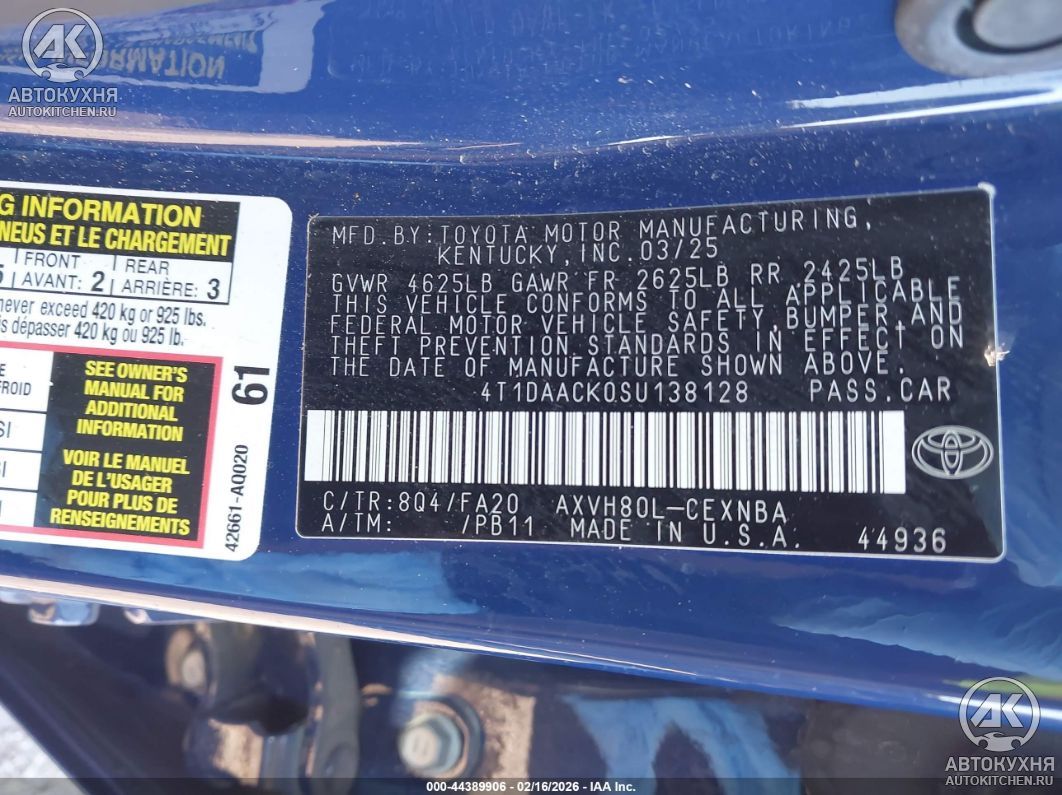 АВТОКУХНЯ
AUTOKITCHEN.RU
G INFORMATION
NEUS ET LE CHARGEMENT
FRONT
AVANT: 2
REAR
ARRIÈRE: 3
never exceed 420 kg or 925 lbs.
is dépasser 420 kg ou 925 lb.
SEE OWNER'S
MANUAL FOR
ADDITIONAL
INFORMATION
VOIR LE MANUEL
DE L'USAGER
POUR PLUS DE
RENSEIGNEMENTS
61
42661-A0020
MFD.BY:TOYOTA MOTOR MANUFACTURING,
KENTUCKY, INC. 03/25
GVWR 4625LB GAWR FR 2625LB RR 2425LB
THIS VEHICLE CONFORMS TO ALL APPLICABLE
FEDERAL MOTOR VEHICLE SAFETY,BUMPER,AND
THEFT PREVENTION STANDARDS IN EFFECT ON
THE DATE OF MANUFACTURE SHOWN ABOVE.
4T1DAACK0SU138128 PASS.CAR
C/TR:8Q4/FA20 AXVH80L-CEXNBA
A/TM: /PB11 MADE IN U.S.A. 44936
АВТОКУХНЯ
AUTOKITCHEN.RU
000-44389906 - 02/16/2026 - IAA Inc.